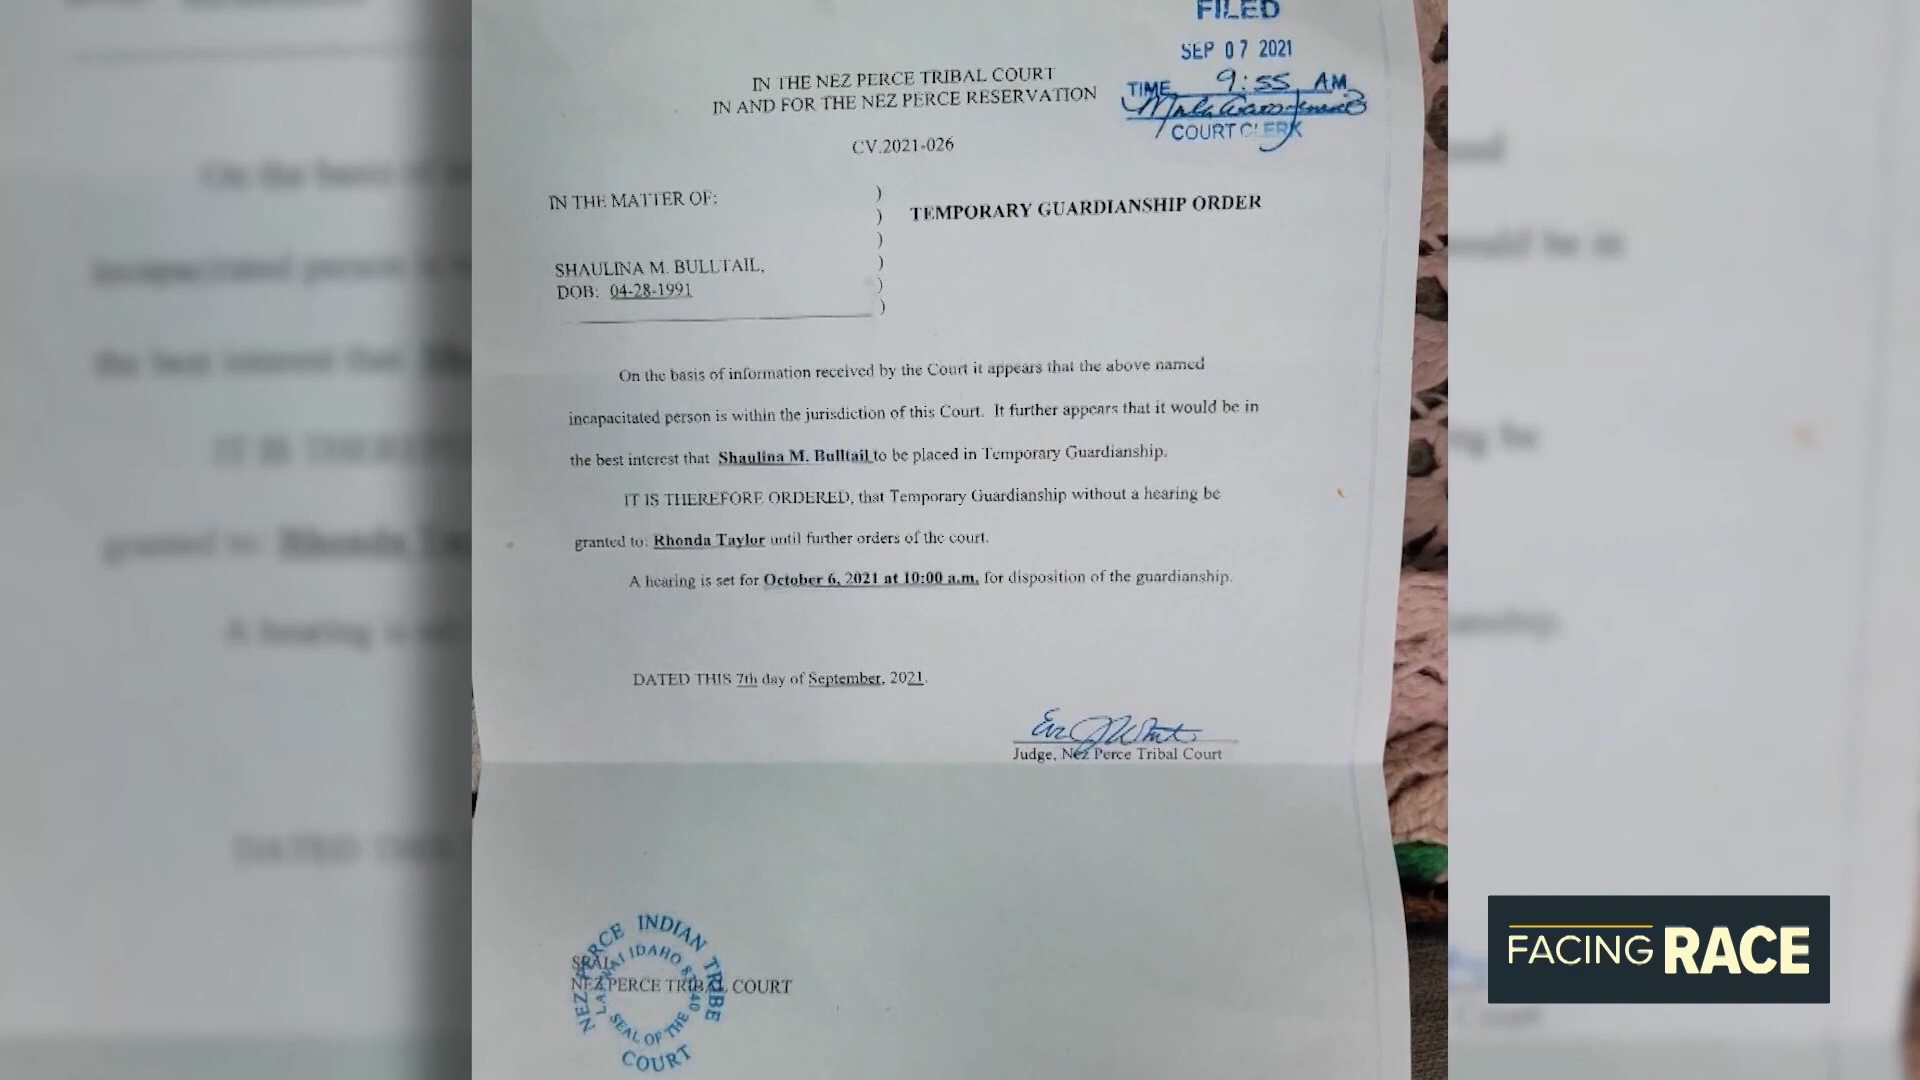 FILED
SEP 07 2021
TIME 9:55 AM
COURT CLERK
IN THE NEZ PERCE TRIBAL COURT
IN AND FOR THE NEZ PERCE RESERVATION
CV.2021-026
IN THE MATTER OF:
SHAULINA M. BULLTAIL,
DOB: 04-28-1991
)
)
)
)
)
)
TEMPORARY GUARDIANSHIP ORDER
On the basis of information received by the Court it appears that the above named
incapacitated person is within the jurisdiction of this Court. It further appears that it would be in
the best interest that Shaulina M. Bulltail to be placed in Temporary Guardianship.
IT IS THEREFORE ORDERED, that Temporary Guardianship without a hearing be
granted to: Rhonda Taylor until further orders of the court.
A hearing is set for October 6, 2021 at 10:00 a.m. for disposition of the guardianship.
DATED THIS 7th day of September, 2021.
Judge, Nez Perce Tribal Court
SEAL
NEZ PERCE TRIBAL COURT
NEZ PERCE INDIAN TRIBE
LAPWAI IDAHO 83540
SEAL OF THE
COURT
FACING RACE